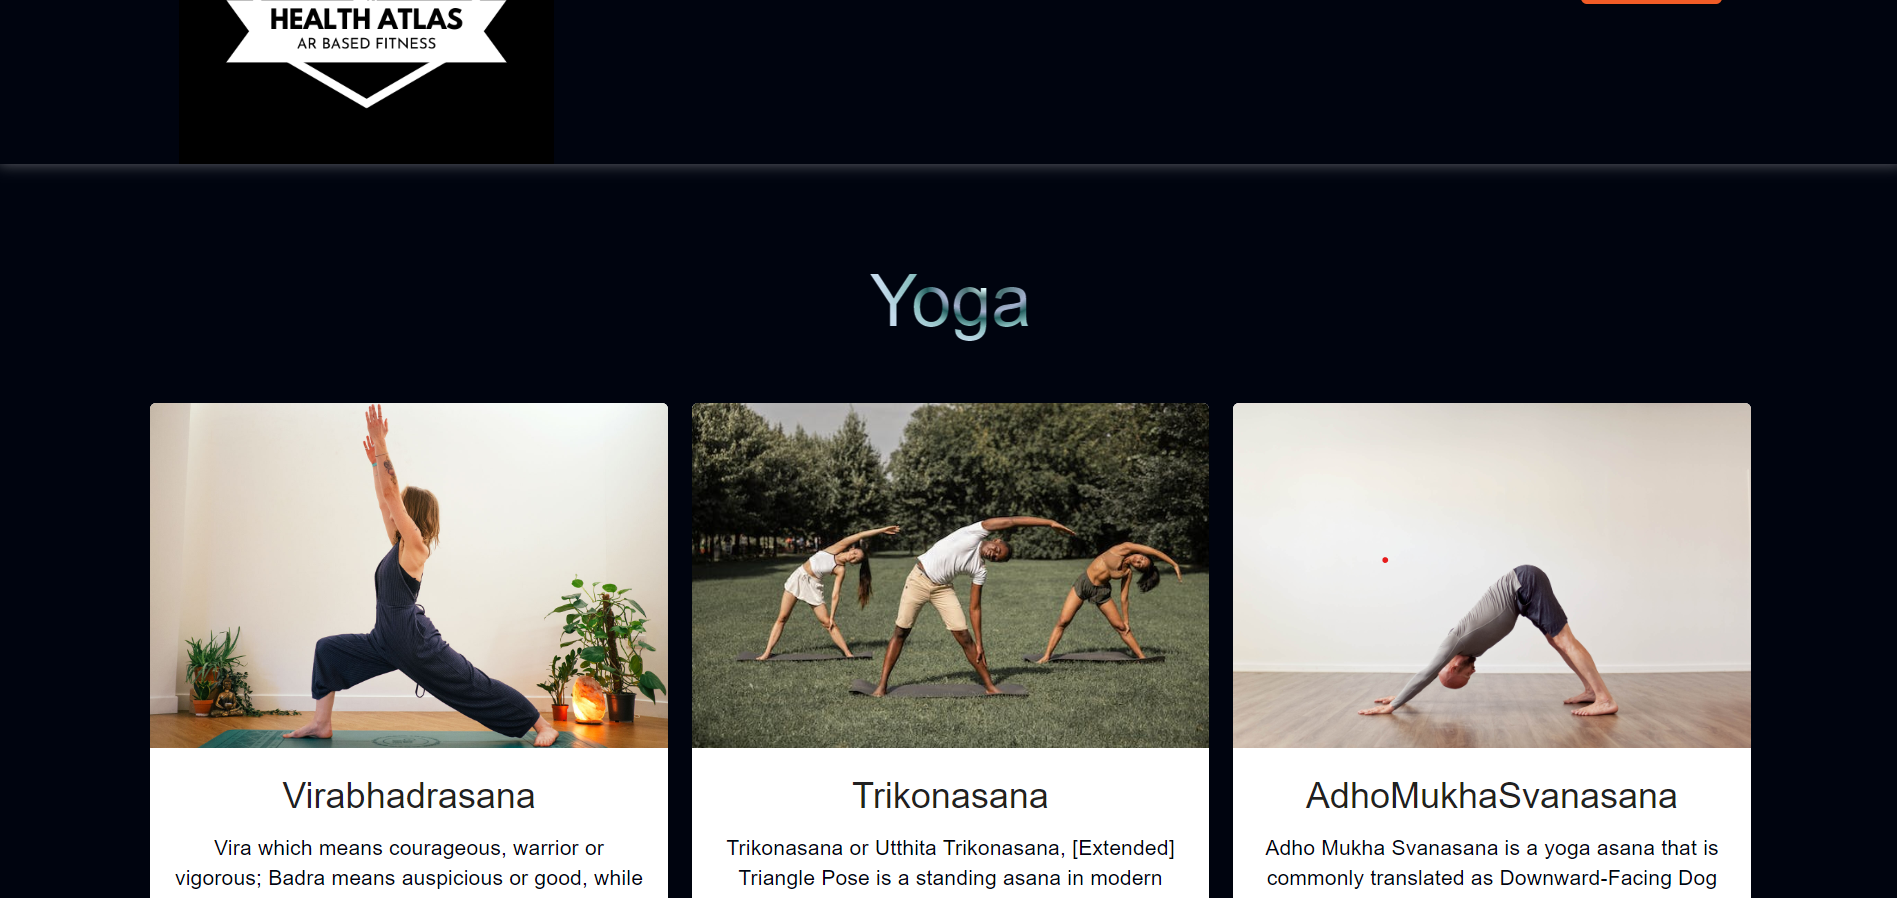 HEALTH ATLAS
AR BASED FITNESS
Yoga
Virabhadrasana
Vira which means courageous, warrior or
vigorous; Badra means auspicious or good, while
Trikonasana
Trikonasana or Utthita Trikonasana, [Extended]
Triangle Pose is a standing asana in modern
AdhoMukhaSvanasana
Adho Mukha Svanasana is a yoga asana that is
commonly translated as Downward-Facing Dog